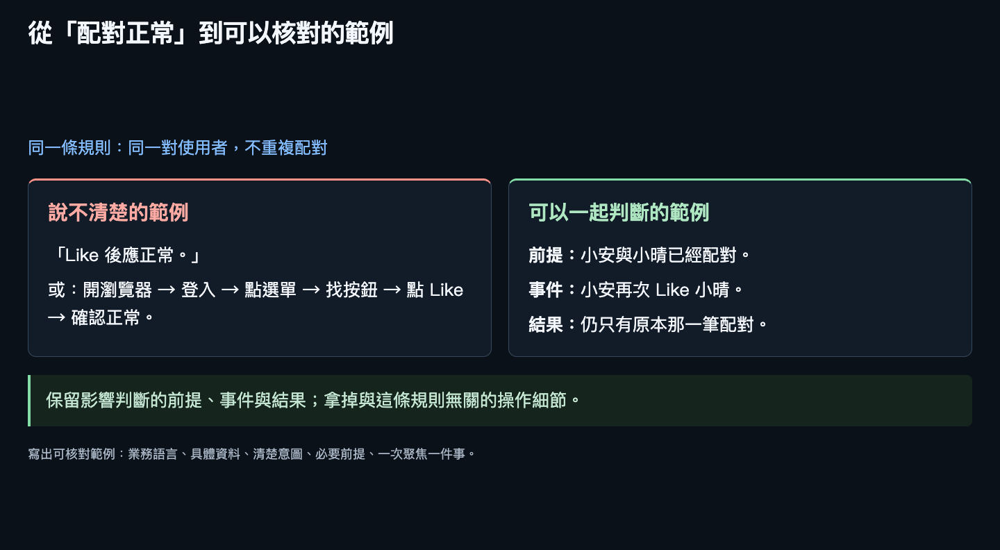 從「配對正常」到可以核對的範例
同一條規則：同一對使用者，不重複配對
說不清楚的範例
「Like 後應正常。」
或：開瀏覽器 → 登入 → 點選單 → 找按鈕 → 點 Like
→ 確認正常。
可以一起判斷的範例
前提：小安與小晴已經配對。
事件：小安再次 Like 小晴。
結果：仍只有原本那一筆配對。
保留影響判斷的前提、事件與結果；拿掉與這條規則無關的操作細節。
寫出可核對範例：業務語言、具體資料、清楚意圖、必要前提、一次聚焦一件事。